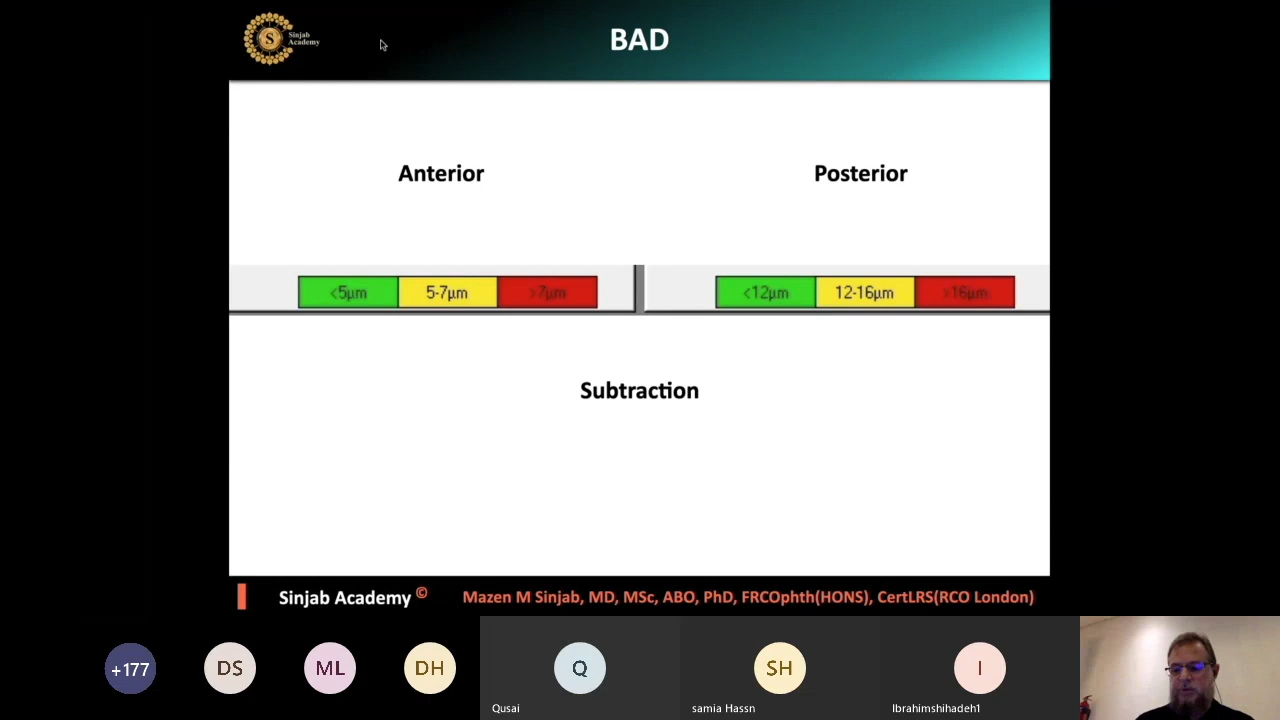 S
Sinjab
Academy
BAD
Anterior
Posterior
<5µm 5-7µm >7µm
<12µm 12-16µm >16µm
Subtraction
Sinjab Academy ©
Mazen M Sinjab, MD, MSc, ABO, PhD, FRCOphth(HONS), CertLRS(RCO London)
+177
DS
ML
DH
Q
SH
I
Qusai
samia Hassn
Ibrahimshihadeh1